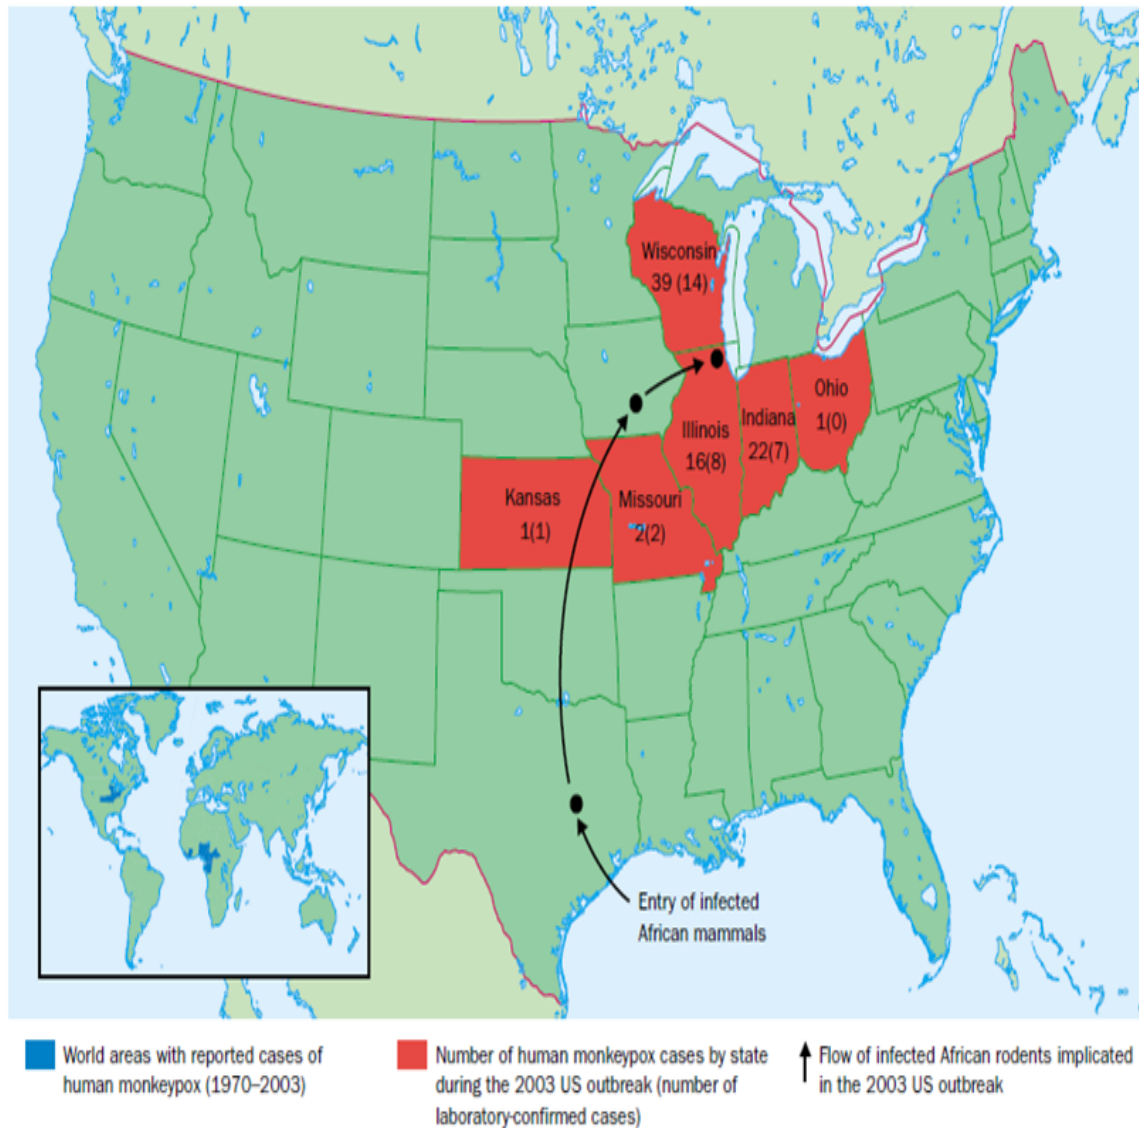 Wisconsin
39 (14)
Ohio
1(0)
Indiana
22(7)
Illinois
16(8)
Kansas
1(1)
Missouri
2(2)
Entry of infected
African mammals
World areas with reported cases of
human monkeypox (1970–2003)
Number of human monkeypox cases by state
during the 2003 US outbreak (number of
laboratory-confirmed cases)
Flow of infected African rodents implicated
in the 2003 US outbreak